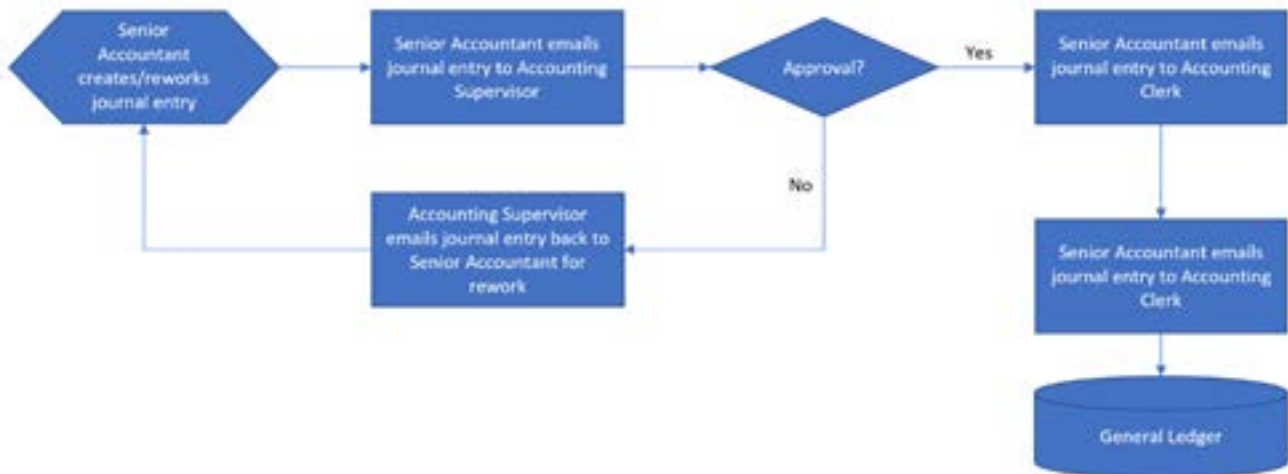 Senior
Accountant
creates/reworks
journal entry
Senior Accountant emails
journal entry to Accounting
Supervisor
Approval?
Yes
Senior Accountant emails
journal entry to Accounting
Clerk
No
Accounting Supervisor
emails journal entry back to
Senior Accountant for
rework
Senior Accountant emails
journal entry to Accounting
Clerk
General Ledger